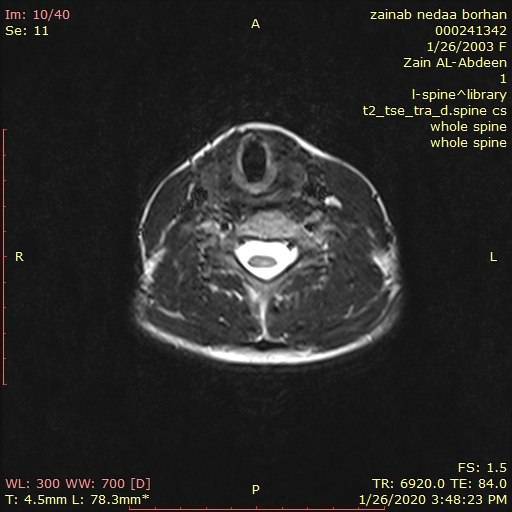 Im: 10/40
Se: 11
A
zainab nedaa borhan
000241342
1/26/2003 F
Zain AL-Abdeen
1
l-spine^library
t2_tse_tra_d.spine cs
whole spine
whole spine
R
L
WL: 300 WW: 700 [D]
T: 4.5mm L: 78.3mm*
P
FS: 1.5
TR: 6920.0 TE: 84.0
1/26/2020 3:48:23 PM